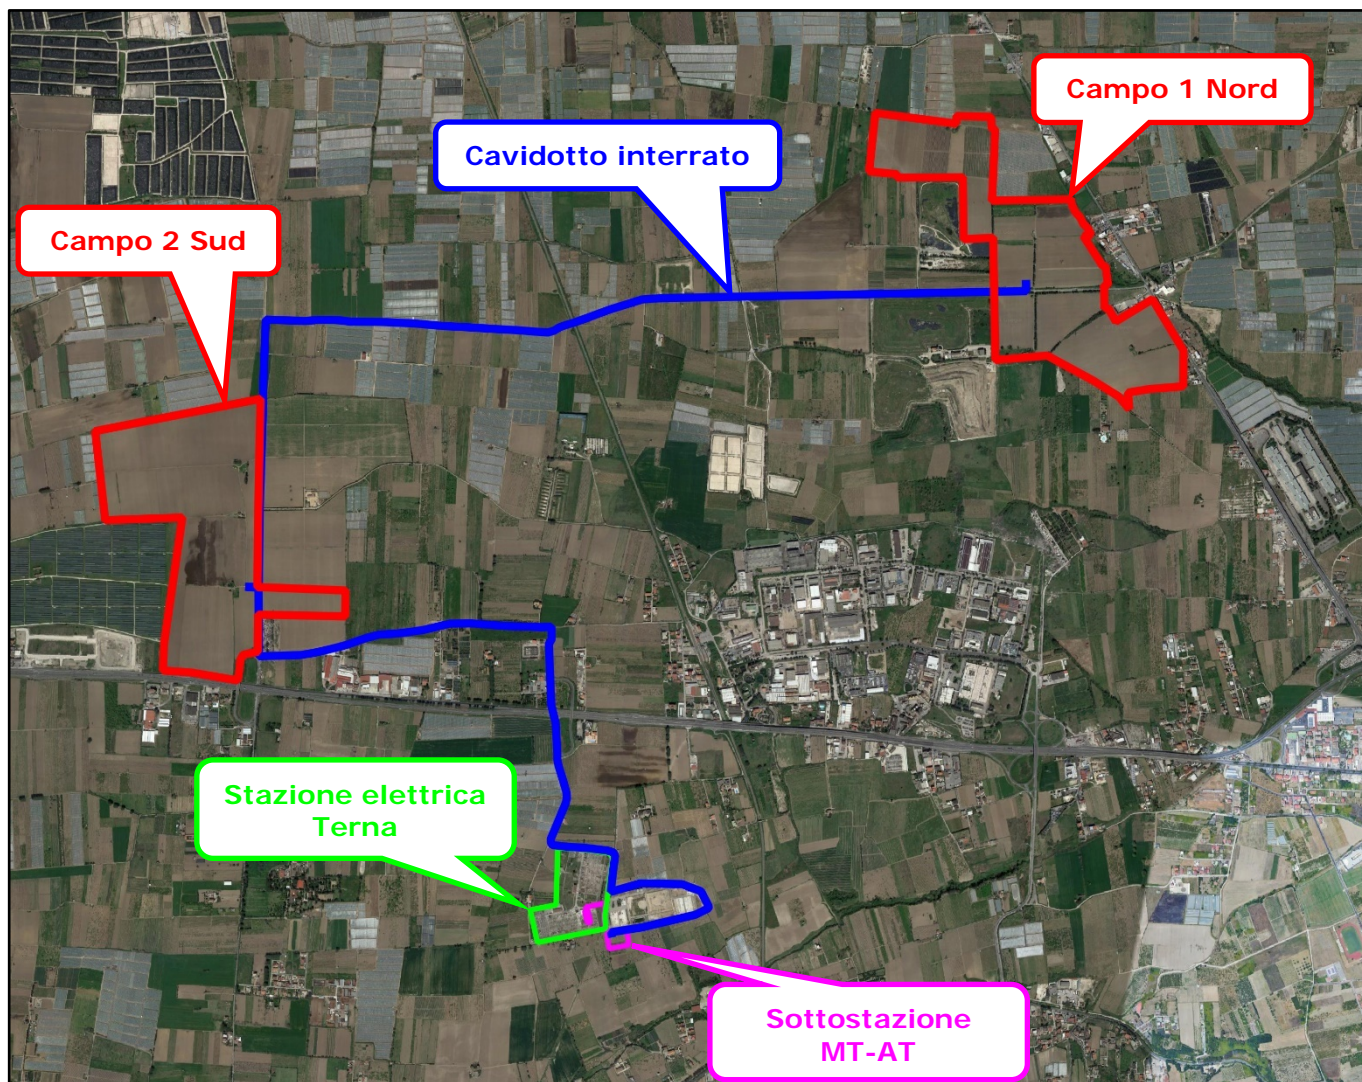 Campo 1 Nord
Cavidotto interrato
Campo 2 Sud
Stazione elettrica
Terna
Sottostazione
MT-AT